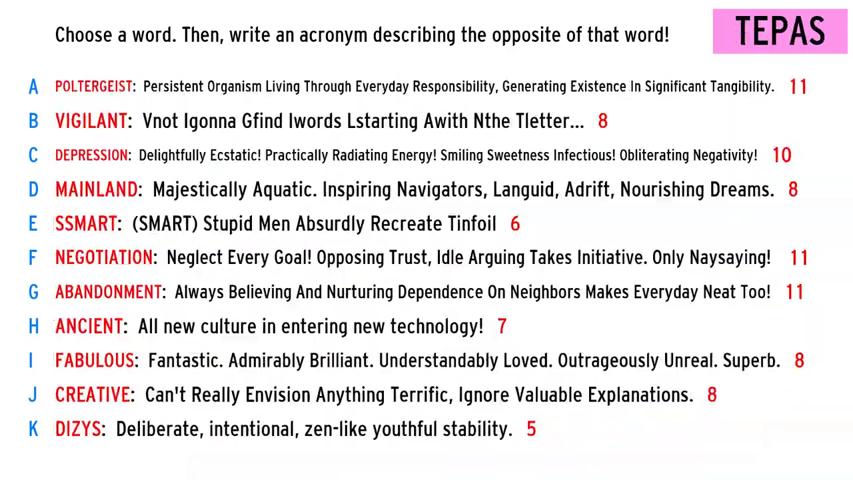 Choose a word. Then, write an acronym describing the opposite of that word!
TEPAS
A POLTERGEIST: Persistent Organism Living Through Everyday Responsibility, Generating Existence In Significant Tangibility. 11
B VIGILANT: Vnot Igonna Gfind Iwords Lstarting Awith Nthe Tletter... 8
C DEPRESSION: Delightfully Ecstatic! Practically Radiating Energy! Smiling Sweetness Infectious! Obliterating Negativity! 10
D MAINLAND: Majestically Aquatic. Inspiring Navigators, Languid, Adrift, Nourishing Dreams. 8
E SSMART: (SMART) Stupid Men Absurdly Recreate Tinfoil 6
F NEGOTIATION: Neglect Every Goal! Opposing Trust, Idle Arguing Takes Initiative. Only Naysaying! 11
G ABANDONMENT: Always Believing And Nurturing Dependence On Neighbors Makes Everyday Neat Too! 11
H ANCIENT: All new culture in entering new technology! 7
I FABULOUS: Fantastic. Admirably Brilliant. Understandably Loved. Outrageously Unreal. Superb. 8
J CREATIVE: Can't Really Envision Anything Terrific, Ignore Valuable Explanations. 8
K DIZYS: Deliberate, intentional, zen-like youthful stability. 5